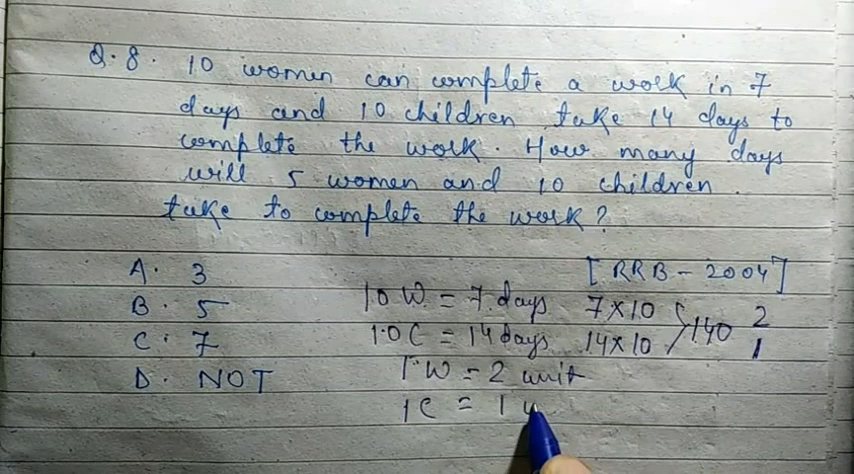 Q.8. 10 women can complete a work in 7
days and 10 children take 14 days to
complete the work. How many days
will 5 women and 10 children
take to complete the work?
A. 3 [RRB-2004]
B. 5 10 W = 7 days 7×10 } 140 2
C. 7 10 C = 14 days 14×10 1
D. NOT 1 W = 2 unit
1C = 1 u